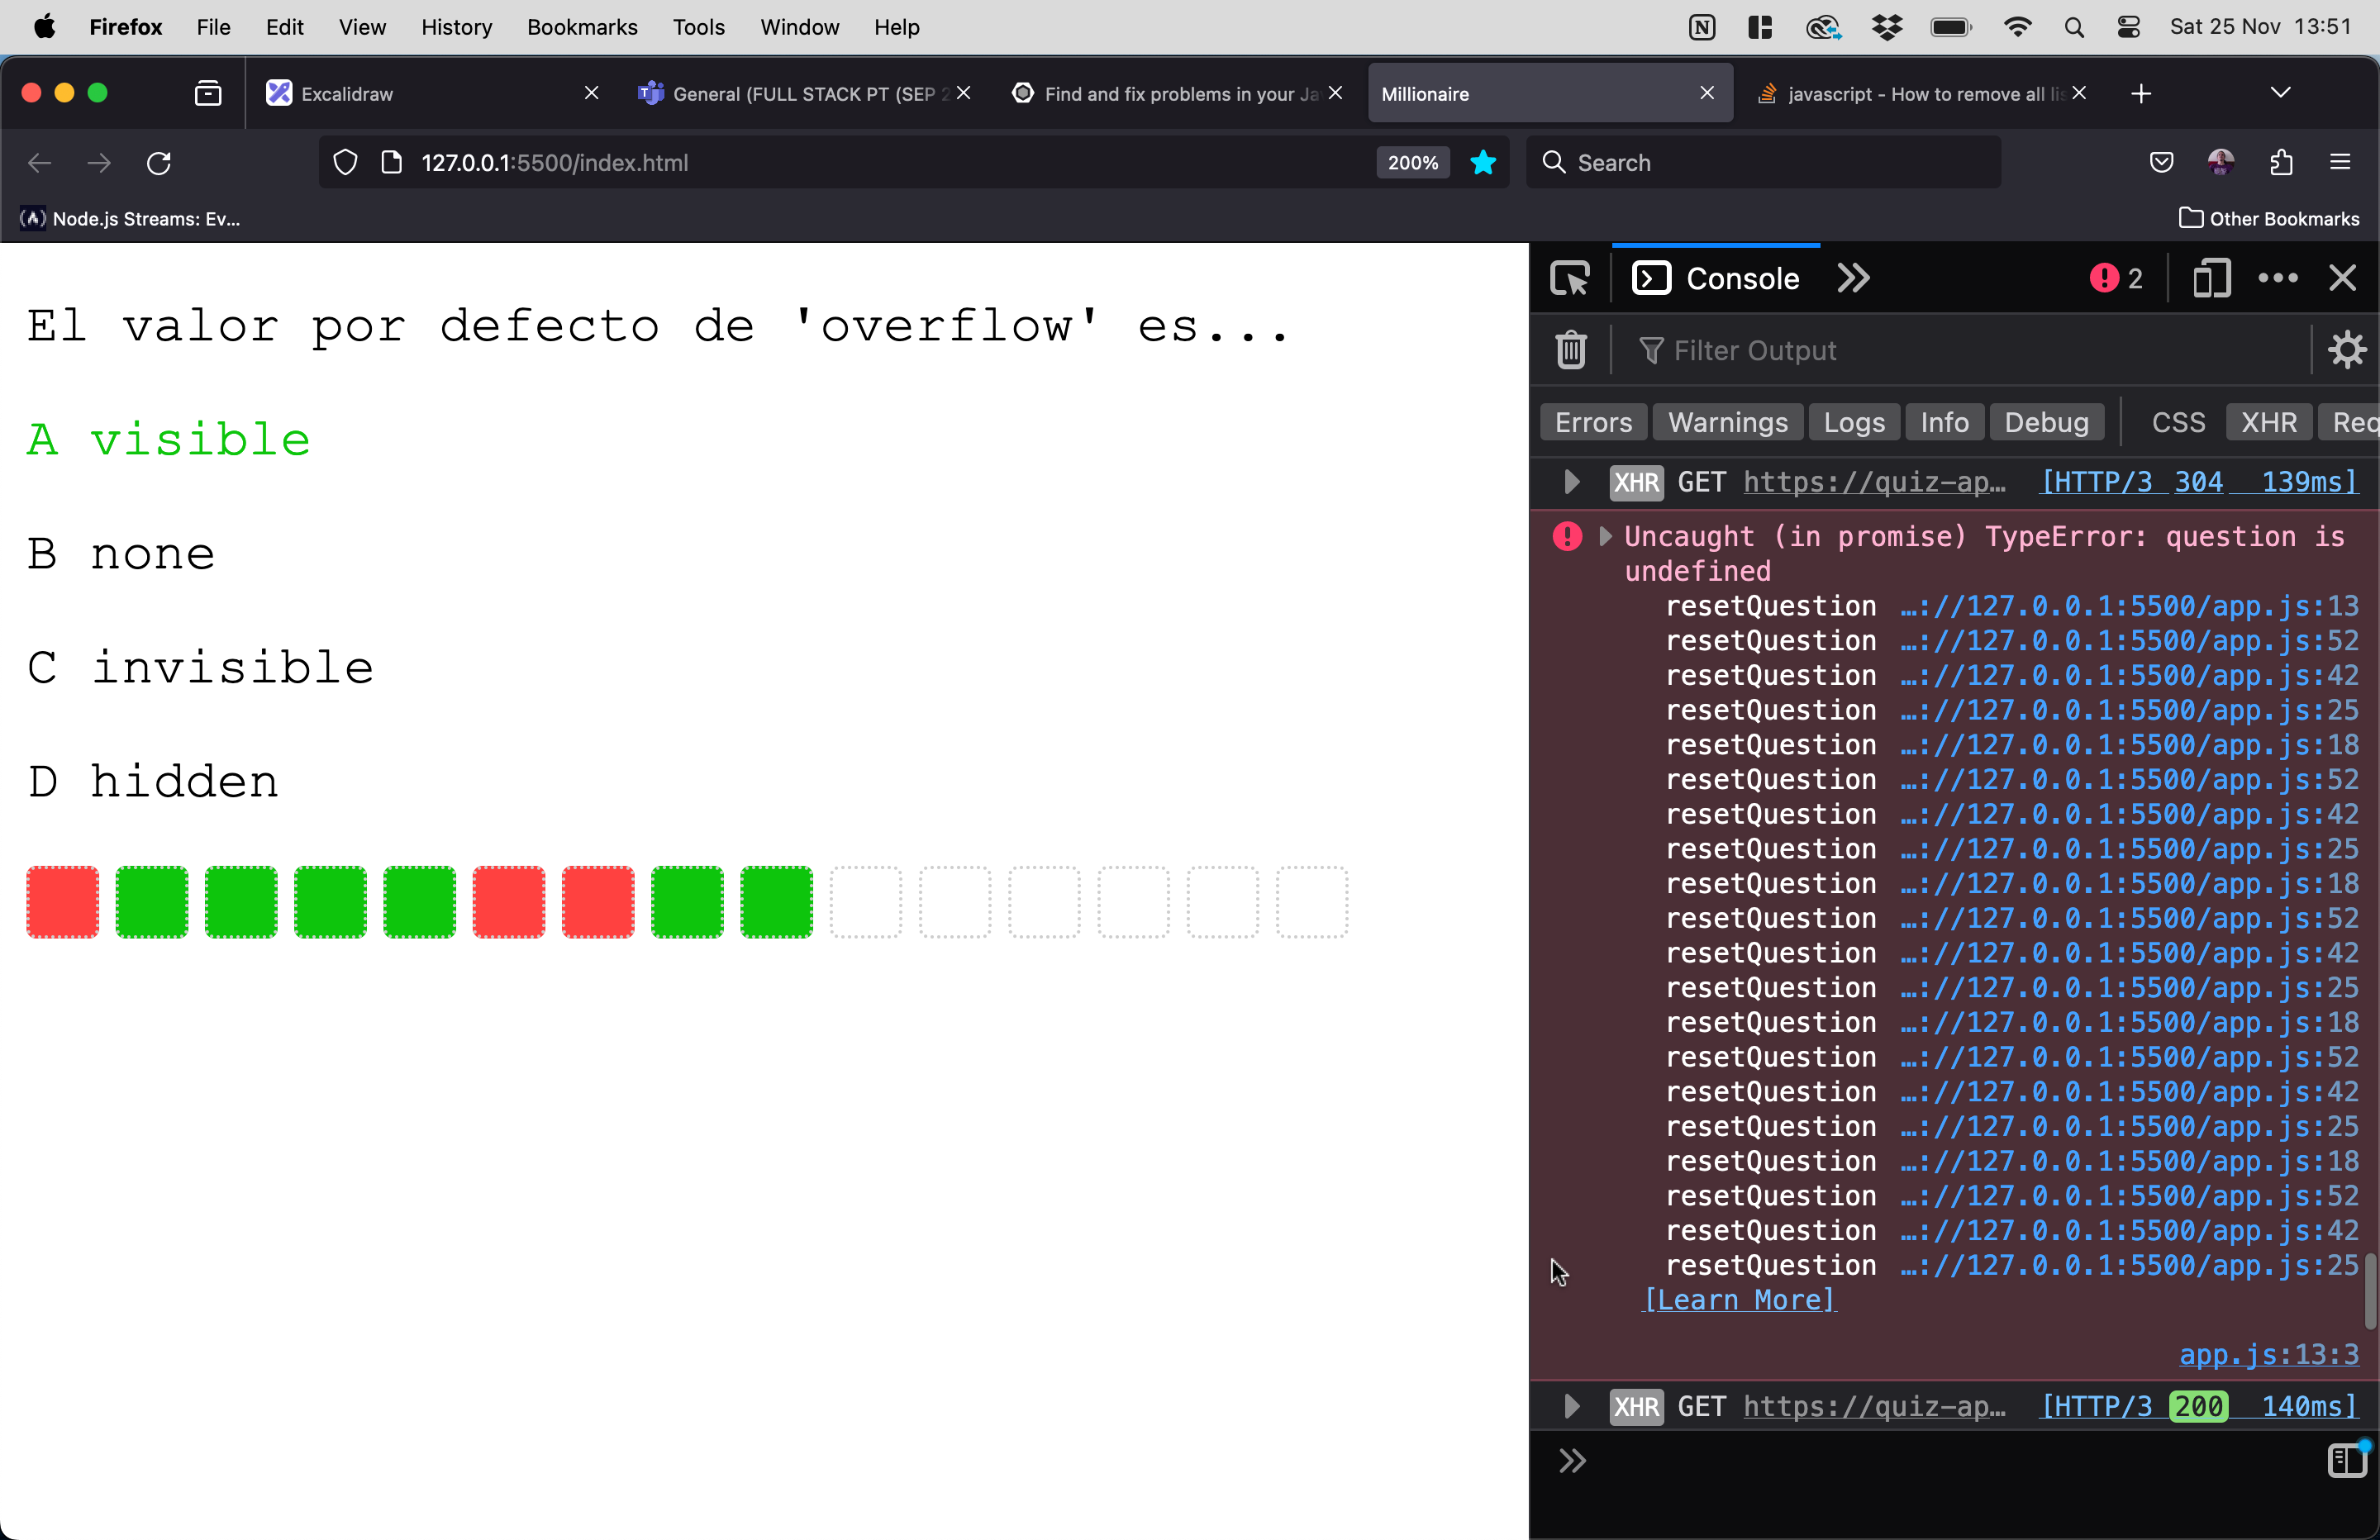 Firefox File Edit View History Bookmarks Tools Window Help Sat 25 Nov 13:51
Excalidraw General (FULL STACK PT (SEP 2 Find and fix problems in your Ja Millionaire javascript - How to remove all lis
127.0.0.1:5500/index.html 200% Search
Node.js Streams: Ev... Other Bookmarks
El valor por defecto de 'overflow' es...
A visible
B none
C invisible
D hidden
Console 2
Filter Output
Errors Warnings Logs Info Debug CSS XHR Req
XHR GET https://quiz-ap… [HTTP/3 304 139ms]
Uncaught (in promise) TypeError: question is
undefined
resetQuestion …://127.0.0.1:5500/app.js:13
resetQuestion …://127.0.0.1:5500/app.js:52
resetQuestion …://127.0.0.1:5500/app.js:42
resetQuestion …://127.0.0.1:5500/app.js:25
resetQuestion …://127.0.0.1:5500/app.js:18
resetQuestion …://127.0.0.1:5500/app.js:52
resetQuestion …://127.0.0.1:5500/app.js:42
resetQuestion …://127.0.0.1:5500/app.js:25
resetQuestion …://127.0.0.1:5500/app.js:18
resetQuestion …://127.0.0.1:5500/app.js:52
resetQuestion …://127.0.0.1:5500/app.js:42
resetQuestion …://127.0.0.1:5500/app.js:25
resetQuestion …://127.0.0.1:5500/app.js:18
resetQuestion …://127.0.0.1:5500/app.js:52
resetQuestion …://127.0.0.1:5500/app.js:42
resetQuestion …://127.0.0.1:5500/app.js:25
resetQuestion …://127.0.0.1:5500/app.js:18
resetQuestion …://127.0.0.1:5500/app.js:52
resetQuestion …://127.0.0.1:5500/app.js:42
resetQuestion …://127.0.0.1:5500/app.js:25
[Learn More]
app.js:13:3
XHR GET https://quiz-ap… [HTTP/3 200 140ms]